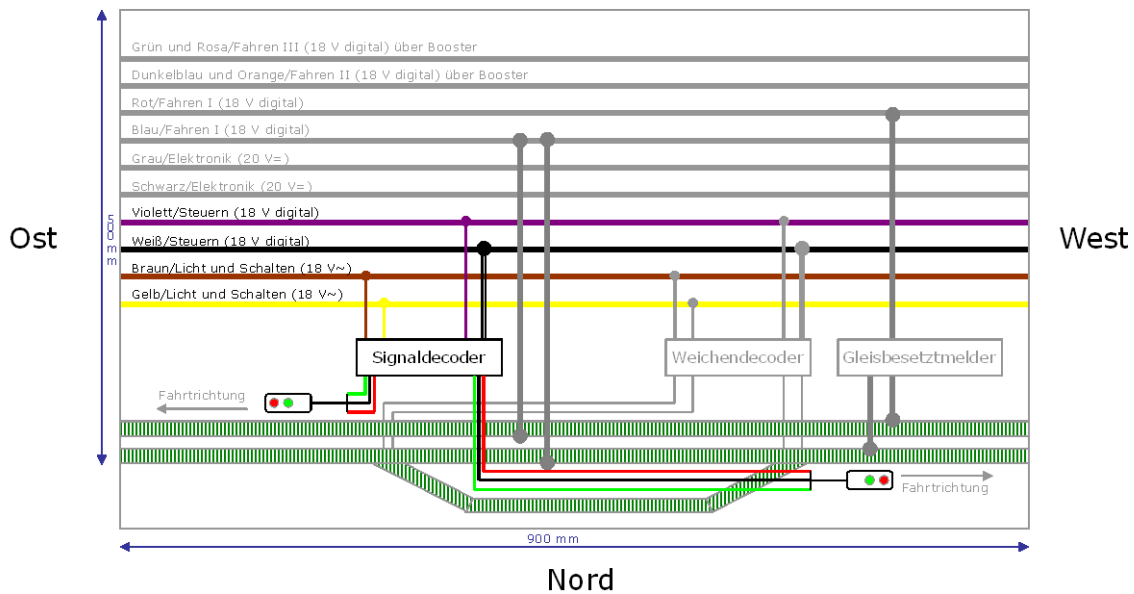 Grün und Rosa/Fahren III (18 V digital) über Booster
Dunkelblau und Orange/Fahren II (18 V digital) über Booster
Rot/Fahren I (18 V digital)
Blau/Fahren I (18 V digital)
Grau/Elektronik (20 V=)
Schwarz/Elektronik (20 V=)
Violett/Steuern (18 V digital)
Weiß/Steuern (18 V digital)
Braun/Licht und Schalten (18 V~)
Gelb/Licht und Schalten (18 V~)
Ost
500 mm
West
Signaldecoder
Weichendecoder
Gleisbesetztmelder
Fahrtrichtung
Fahrtrichtung
900 mm
Nord